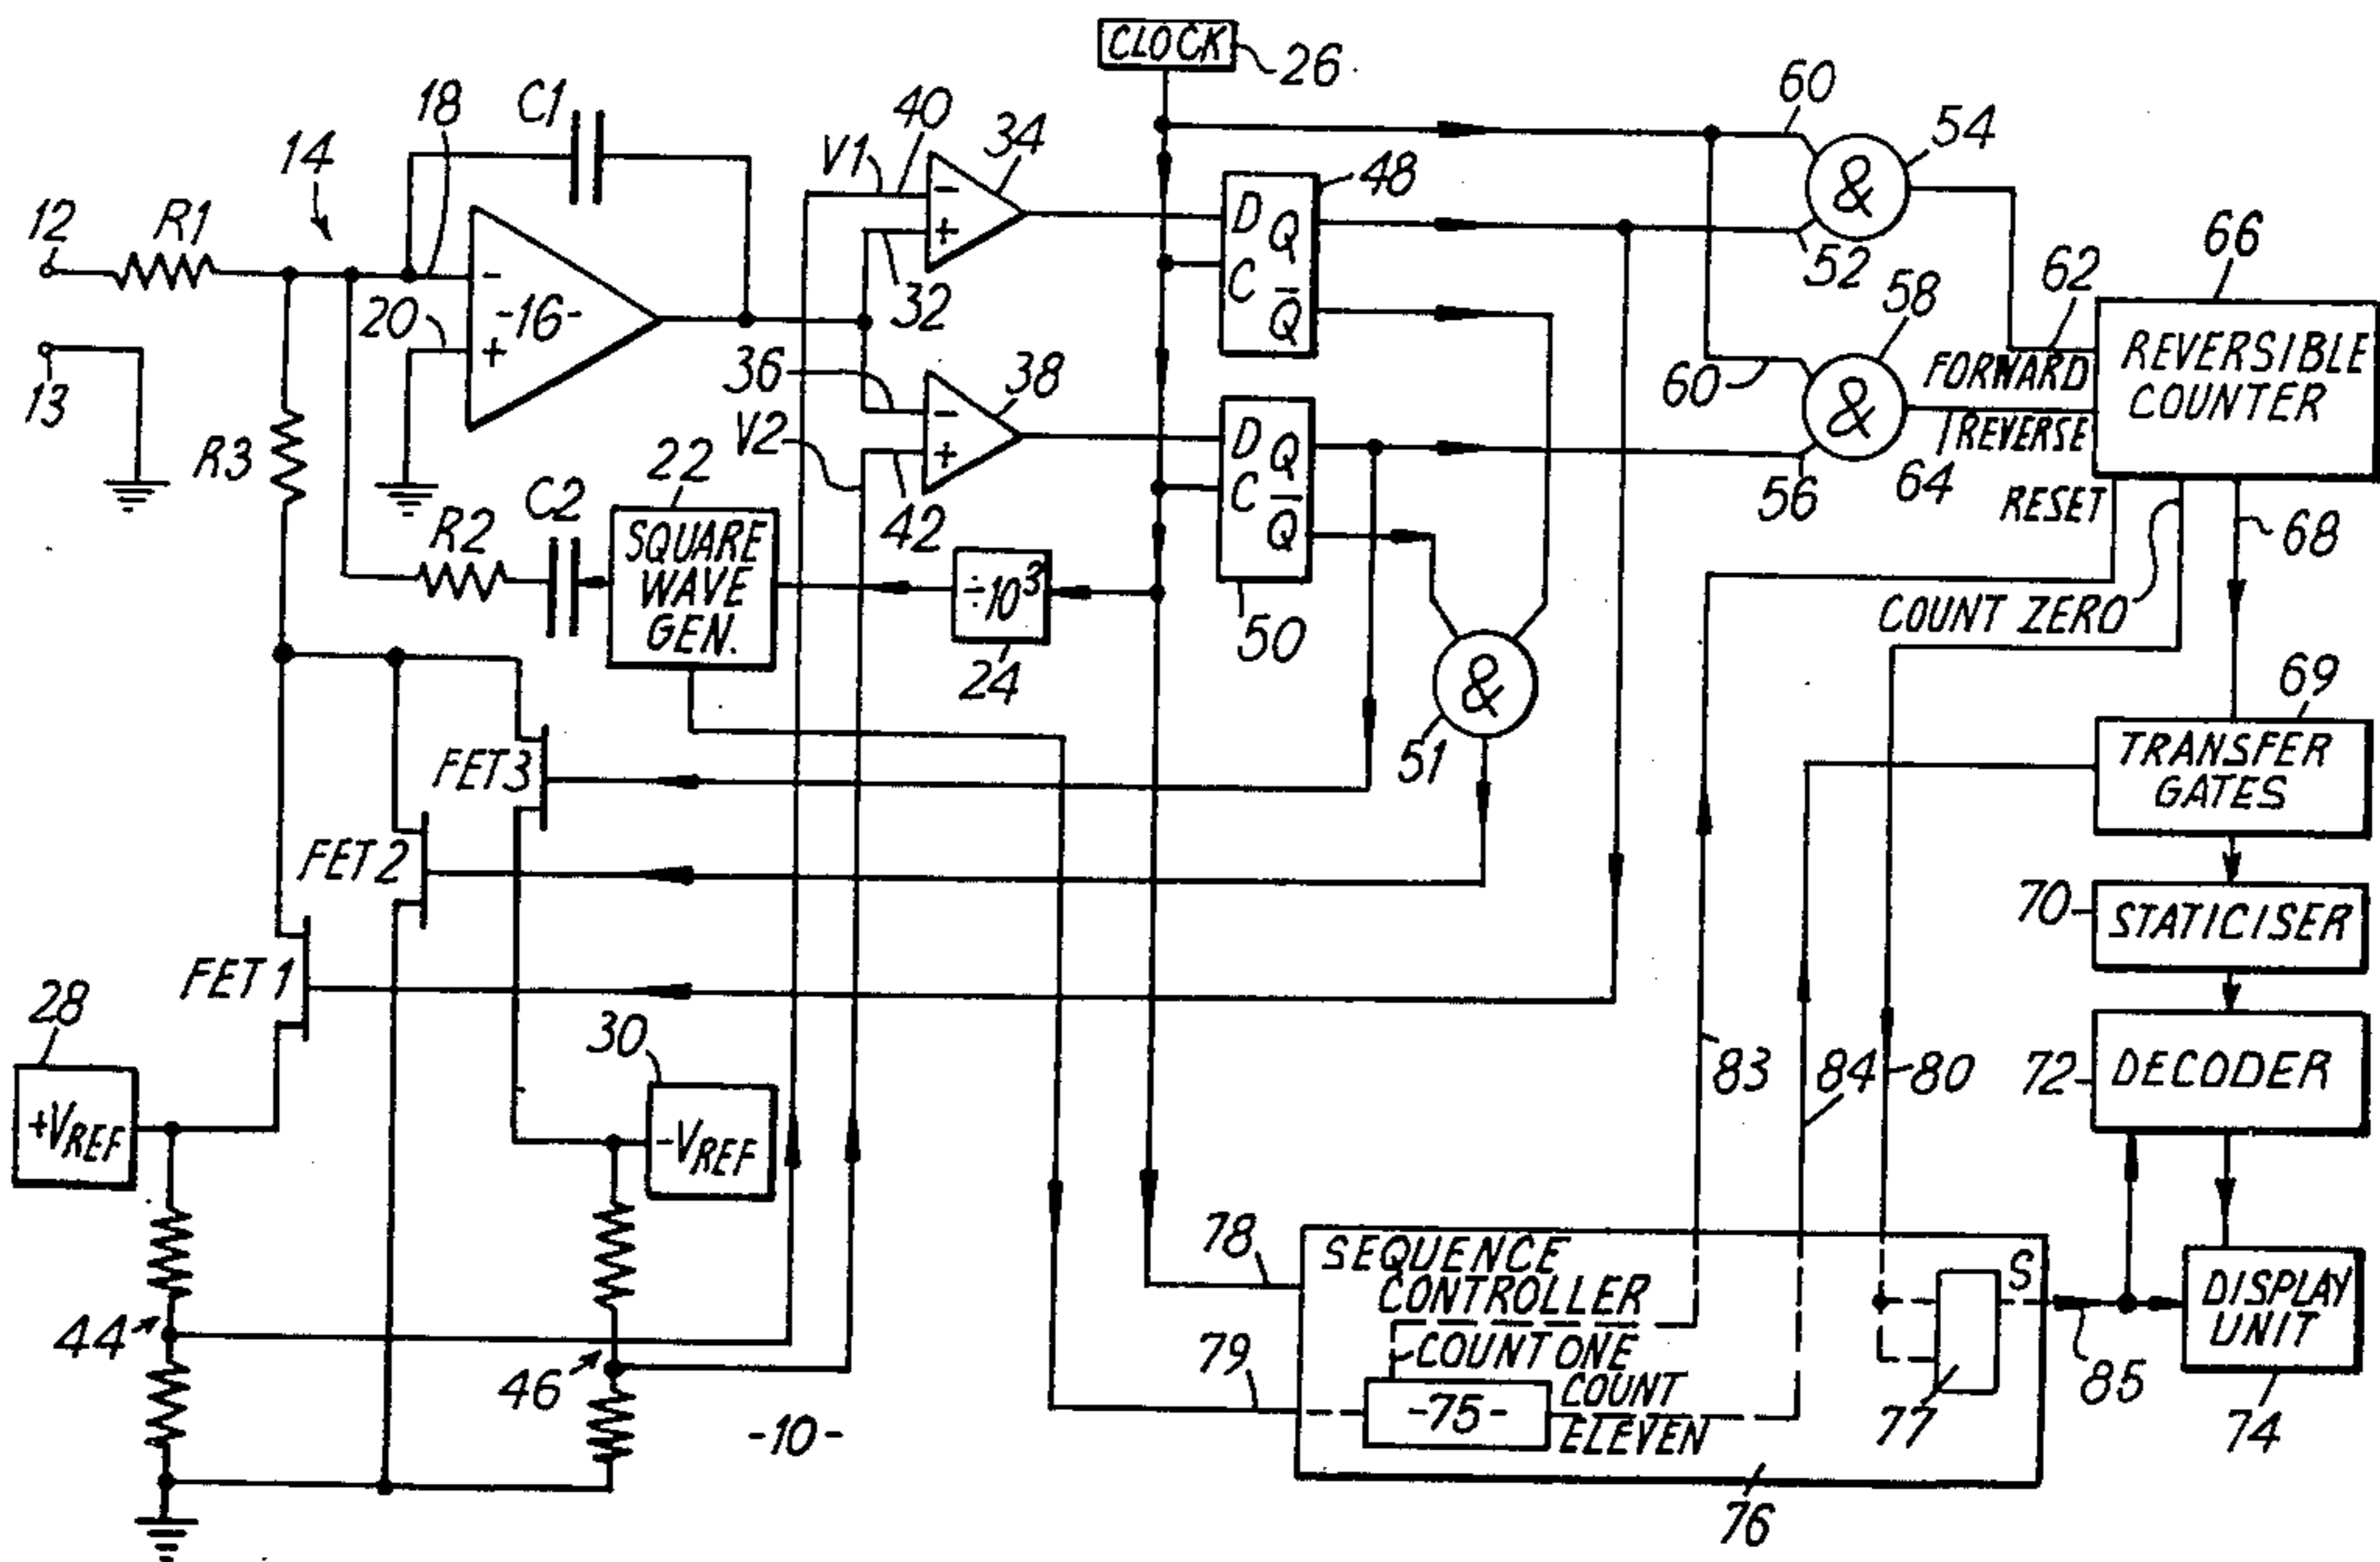 CLOCK
26
60
54
14
18
C1
V1
40
34
48
&
12
R1
D
Q
52
66
-
-16-
+
20
32
C
Q̄
62
58
REVERSIBLE
COUNTER
13
36
38
60
&
FORWARD
R3
V2
-
+
D
Q
REVERSE
64
22
C2
42
C
Q̄
56
RESET
R2
SQUARE
WAVE
GEN.
÷10³
24
50
68
COUNT ZERO
&
51
69
FET3
TRANSFER
GATES
FET2
70
STATICISER
FET1
28
30
+VREF
-VREF
83
84
80
72
DECODER
78
SEQUENCE
CONTROLLER
S
DISPLAY
UNIT
44
46
79
COUNT ONE
COUNT
ELEVEN
-75-
77
85
74
-10-
76